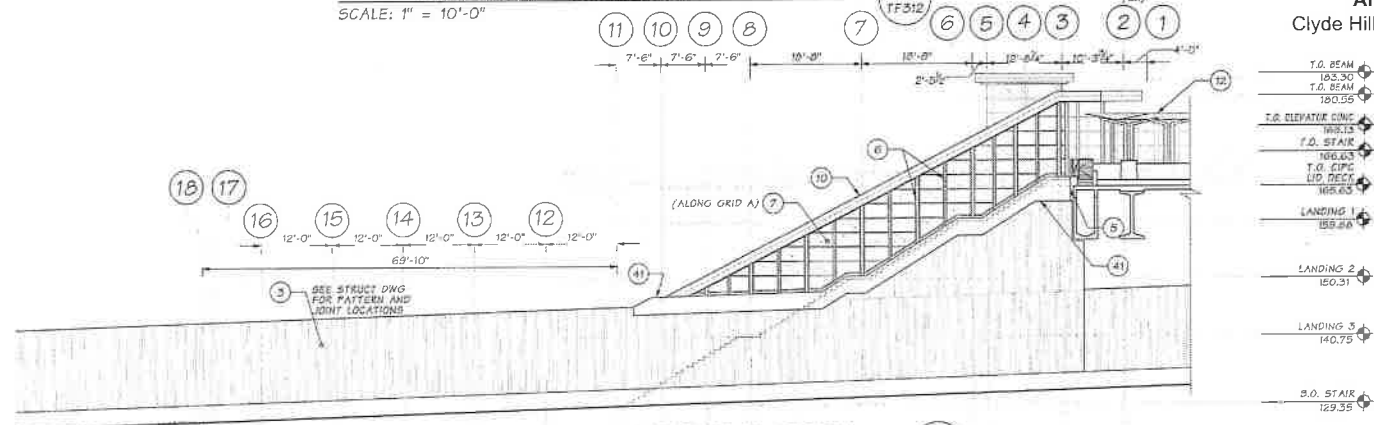 SCALE: 1" = 10'-0"
TF312
Clyde Hill
11 10 9 8 7 6 5 4 3 2 1
7'-6" 7'-6" 7'-6" 18'-8" 18'-8" 10'-3¾" 4'-0"
12
T.O. BEAM
183.30
T.O. BEAM
180.55
T.O. ELEVATOR CONC
T.O. STAIR
166.63
T.O. CIPC
LID DECK
165.63
LANDING 1
159.88
LANDING 2
150.31
LANDING 3
140.75
B.O. STAIR
129.35
6
10
(ALONG GRID A) 7
5
41
41
18 17
16 15 14 13 12
12'-0" 12'-0" 12'-0" 12'-0" 12'-0"
69'-10"
3
SEE STRUCT DWG
FOR PATTERN AND
JOINT LOCATIONS